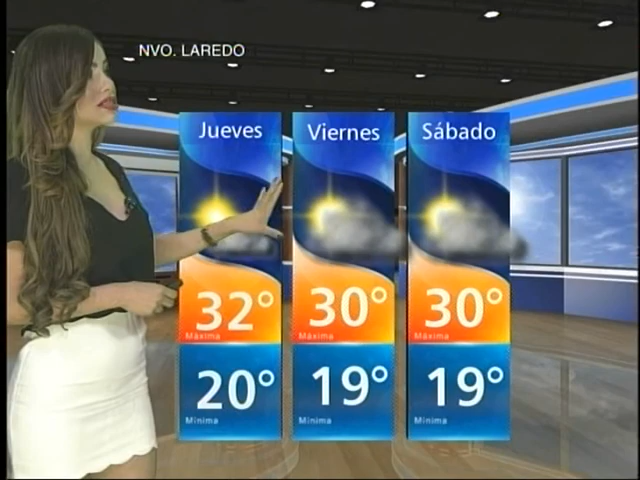 NVO. LAREDO
Jueves
Viernes
Sábado
32°
Máxima
30°
Máxima
30°
Máxima
20°
Mínima
19°
Mínima
19°
Mínima